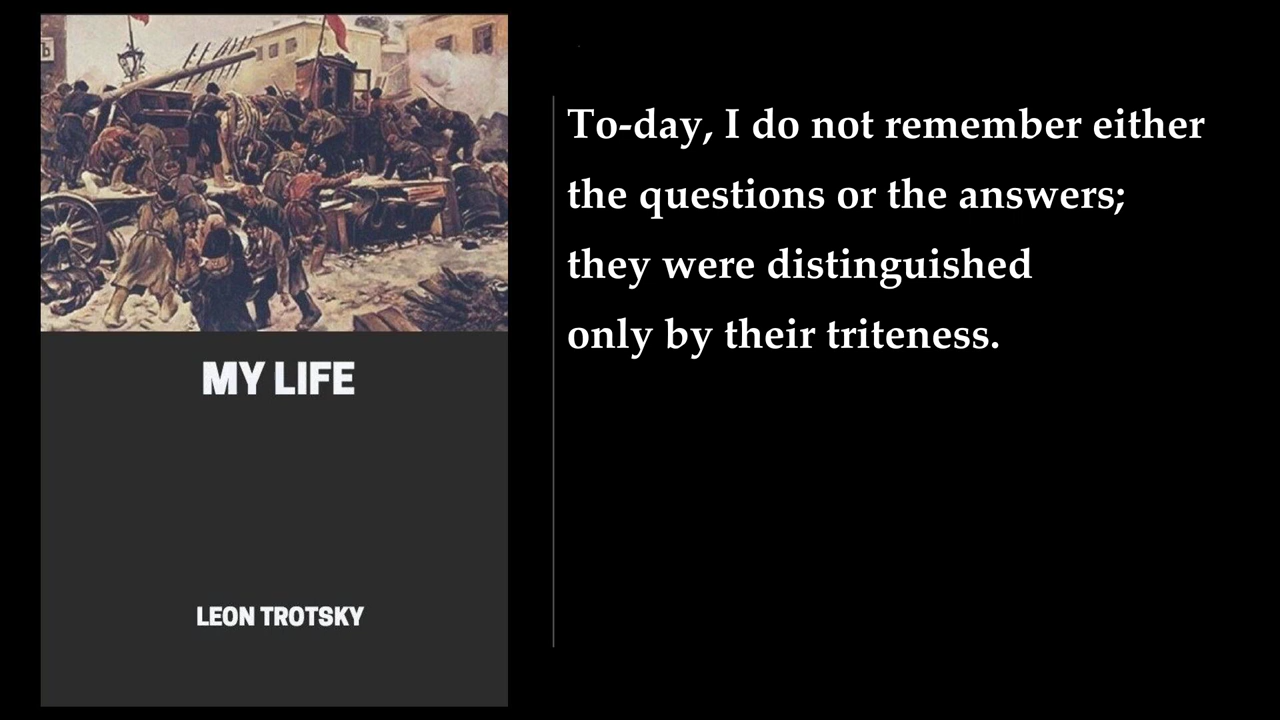 MY LIFE
LEON TROTSKY
To-day, I do not remember either
the questions or the answers;
they were distinguished
only by their triteness.